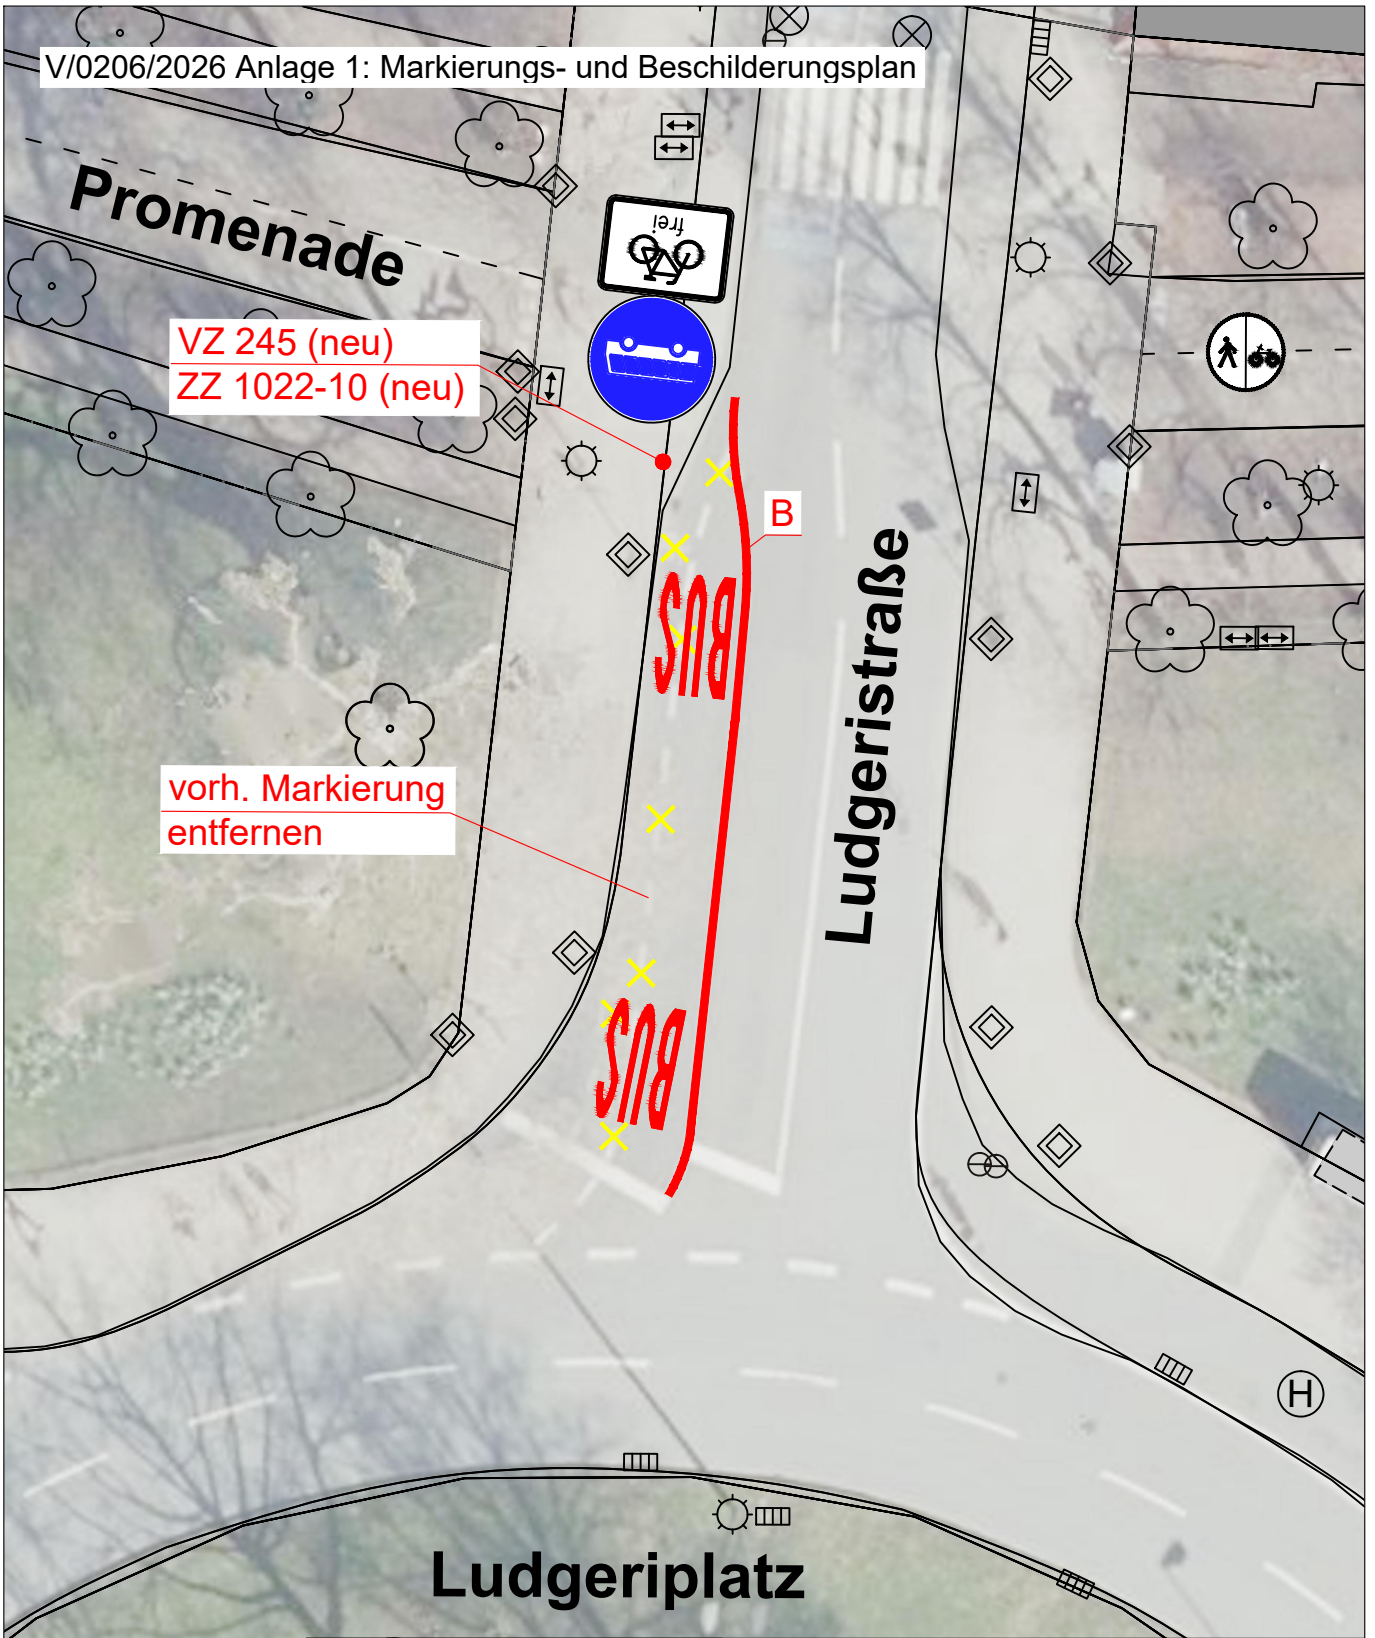 V/0206/2026 Anlage 1: Markierungs- und Beschilderungsplan
Promenade
frei
VZ 245 (neu)
ZZ 1022-10 (neu)
B
BUS
Ludgeristraße
vorh. Markierung
entfernen
BUS
H
Ludgeriplatz